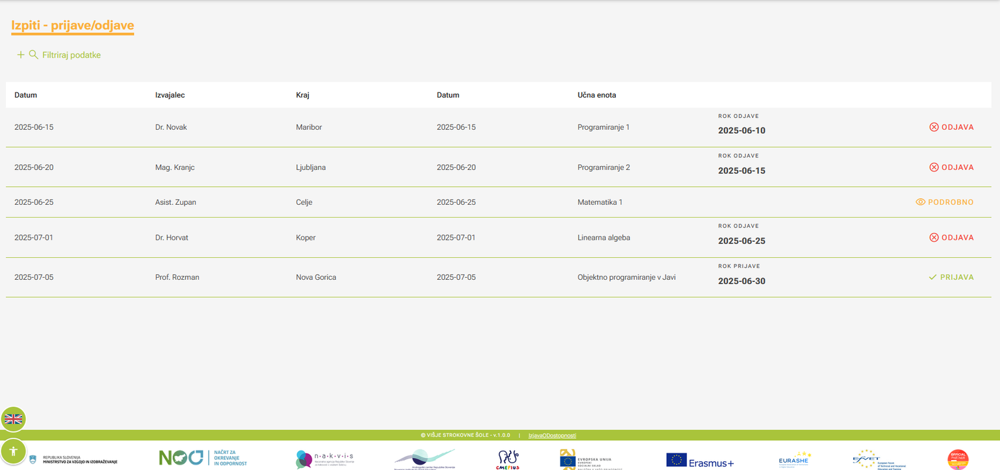 Izpiti - prijave/odjave
Filtriraj podatke
Datum Izvajalec Kraj Datum Učna enota
2025-06-15 Dr. Novak Maribor 2025-06-15 Programiranje 1 ROK ODJAVE 2025-06-10 ODJAVA
2025-06-20 Mag. Kranjc Ljubljana 2025-06-20 Programiranje 2 ROK ODJAVE 2025-06-15 ODJAVA
2025-06-25 Asist. Zupan Celje 2025-06-25 Matematika 1 PODROBNO
2025-07-01 Dr. Horvat Koper 2025-07-01 Linearna algeba ROK ODJAVE 2025-06-25 ODJAVA
2025-07-05 Prof. Rozman Nova Gorica 2025-07-05 Objektno programiranje v Javi ROK PRIJAVE 2025-06-30 PRIJAVA
© VIŠJE STROKOVNE ŠOLE - v.1.0.0 | IzjavaODostopnosti
REPUBLIKA SLOVENIJA
MINISTRSTVO ZA VZGOJO IN IZOBRAŽEVANJE
NOO
NAČRT ZA
OKREVANJE
IN ODPORNOST
n·a·k·v·i·s
CMEPIUS
EVROPSKA UNIJA
EVROPSKI
SOCIALNI SKLAD
Erasmus+
EURASHE
OFFICIAL
PARTNER